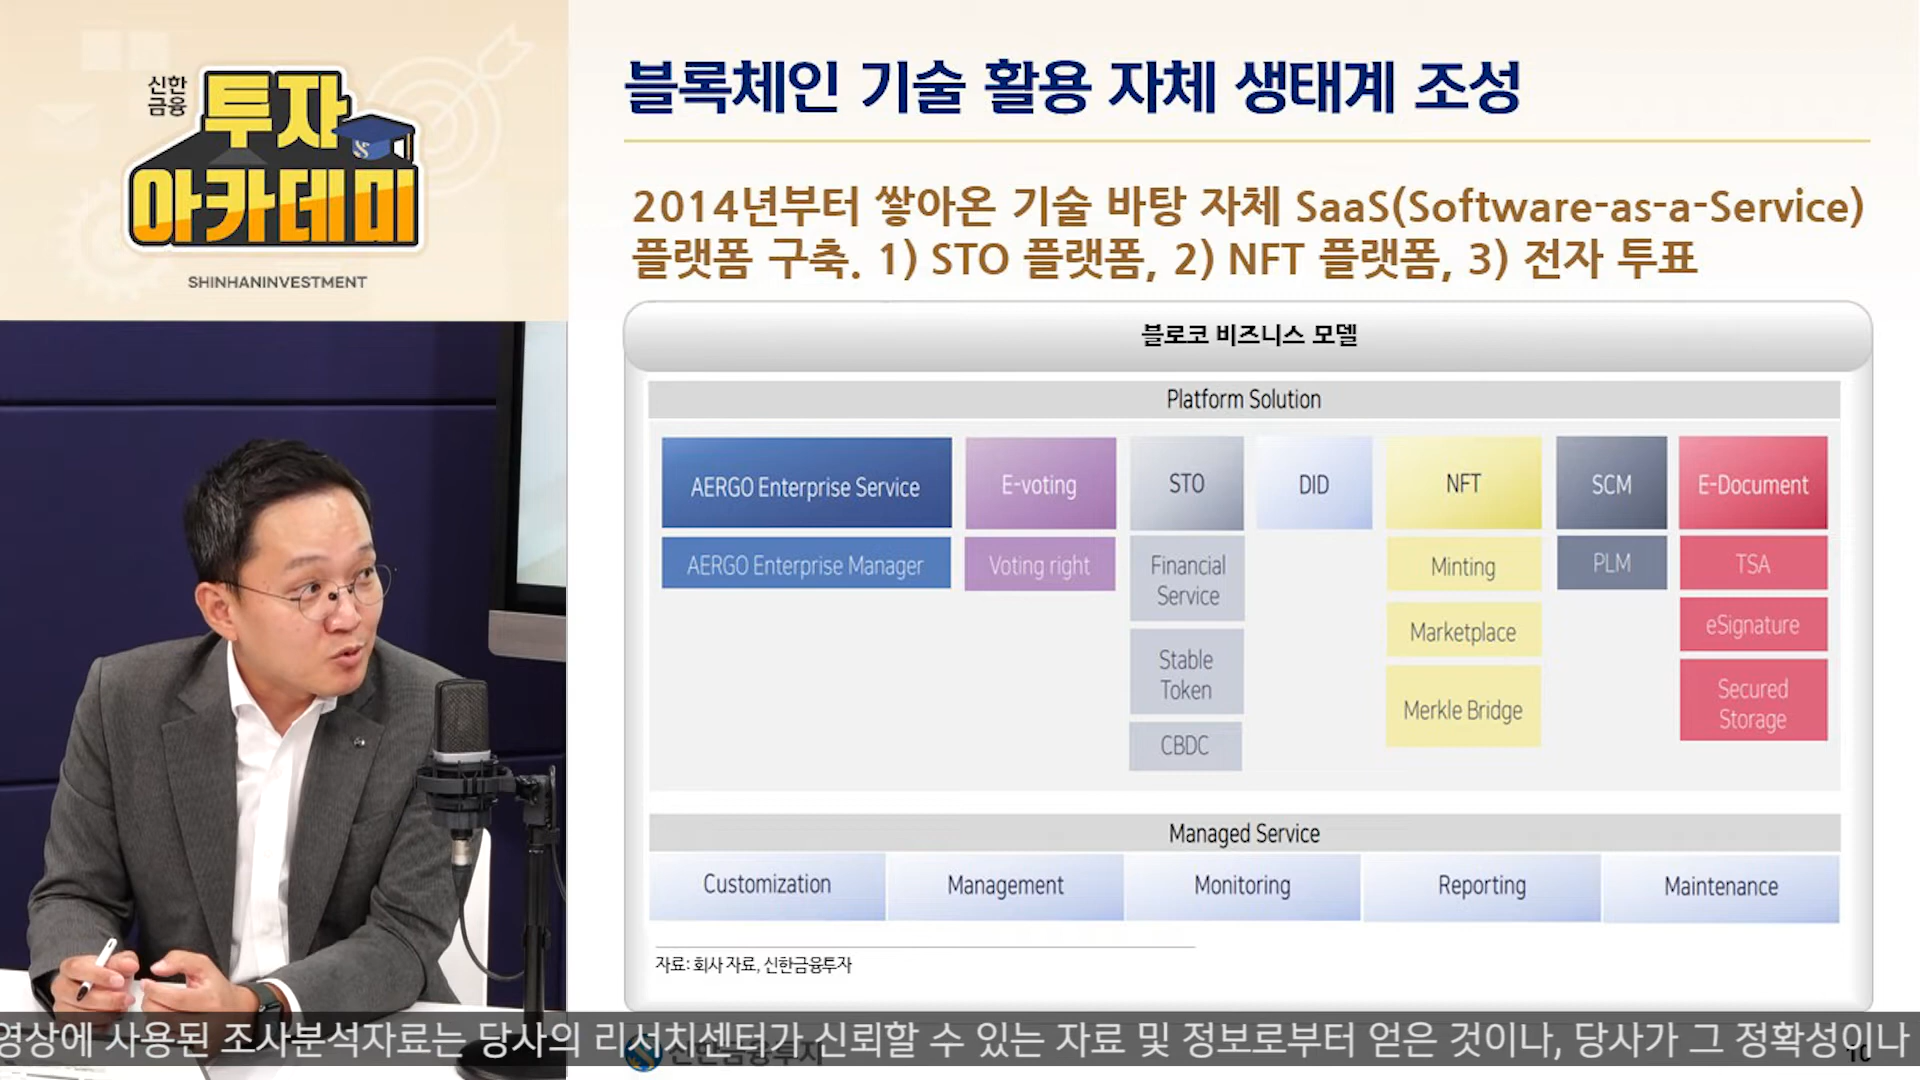 신한
금융
투자
아카데미
SHINHANINVESTMENT
블록체인 기술 활용 자체 생태계 조성
2014년부터 쌓아온 기술 바탕 자체 SaaS(Software-as-a-Service)
플랫폼 구축. 1) STO 플랫폼, 2) NFT 플랫폼, 3) 전자 투표
블로코 비즈니스 모델
Platform Solution
AERGO Enterprise Service
AERGO Enterprise Manager
E-voting
Voting right
STO
Financial
Service
Stable
Token
CBDC
DID
NFT
Minting
Marketplace
Merkle Bridge
SCM
PLM
E-Document
TSA
eSignature
Secured
Storage
Managed Service
Customization
Management
Monitoring
Reporting
Maintenance
자료: 회사 자료, 신한금융투자
영상에 사용된 조사분석자료는 당사의 리서치센터가 신뢰할 수 있는 자료 및 정보로부터 얻은 것이나, 당사가 그 정확성이나
신한금융투자
10